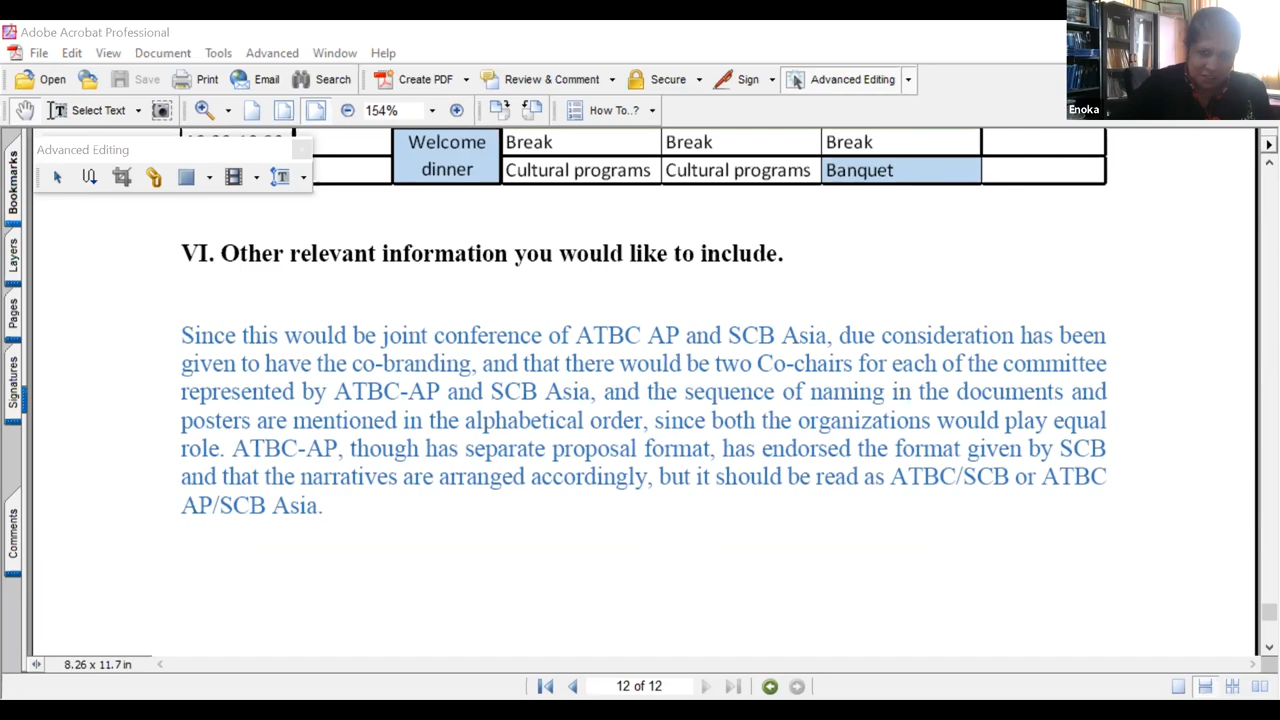 Adobe Acrobat Professional
File Edit View Document Tools Advanced Window Help
Open Save Print Email Search Create PDF Review & Comment Secure Sign Advanced Editing
Select Text 154% How To..?
Enoka
Advanced Editing
Welcome dinner Break Break Break
Cultural programs Cultural programs Banquet
Bookmarks
Layers
Pages
Signatures
Comments
VI. Other relevant information you would like to include.
Since this would be joint conference of ATBC AP and SCB Asia, due consideration has been
given to have the co-branding, and that there would be two Co-chairs for each of the committee
represented by ATBC-AP and SCB Asia, and the sequence of naming in the documents and
posters are mentioned in the alphabetical order, since both the organizations would play equal
role. ATBC-AP, though has separate proposal format, has endorsed the format given by SCB
and that the narratives are arranged accordingly, but it should be read as ATBC/SCB or ATBC
AP/SCB Asia.
8.26 x 11.7 in
12 of 12